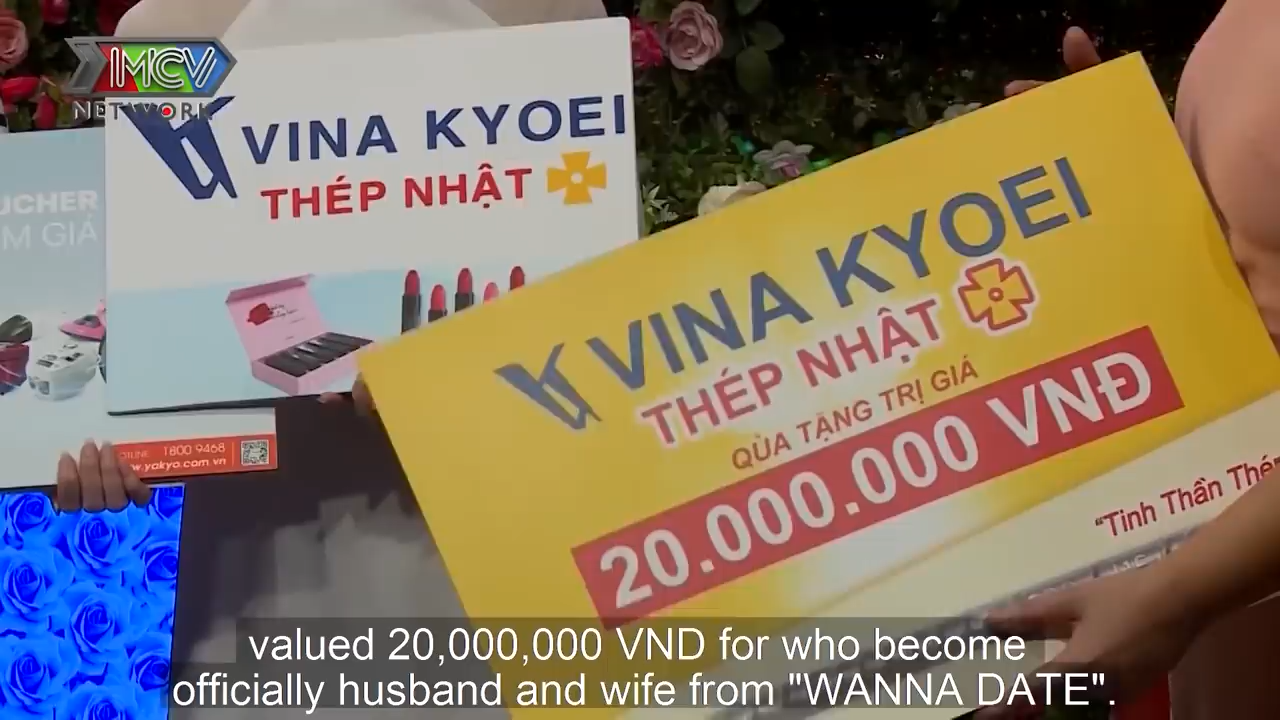 MCV
NETWORK
VINA KYOEI
THÉP NHẬT
UCHER
M GIÁ
1800 9468
www.yakyo.com.vn
VINA KYOEI
THÉP NHẬT
QÙA TẶNG TRỊ GIÁ
20.000.000 VNĐ
“Tinh Thần Thé
valued 20,000,000 VND for who become
officially husband and wife from "WANNA DATE".